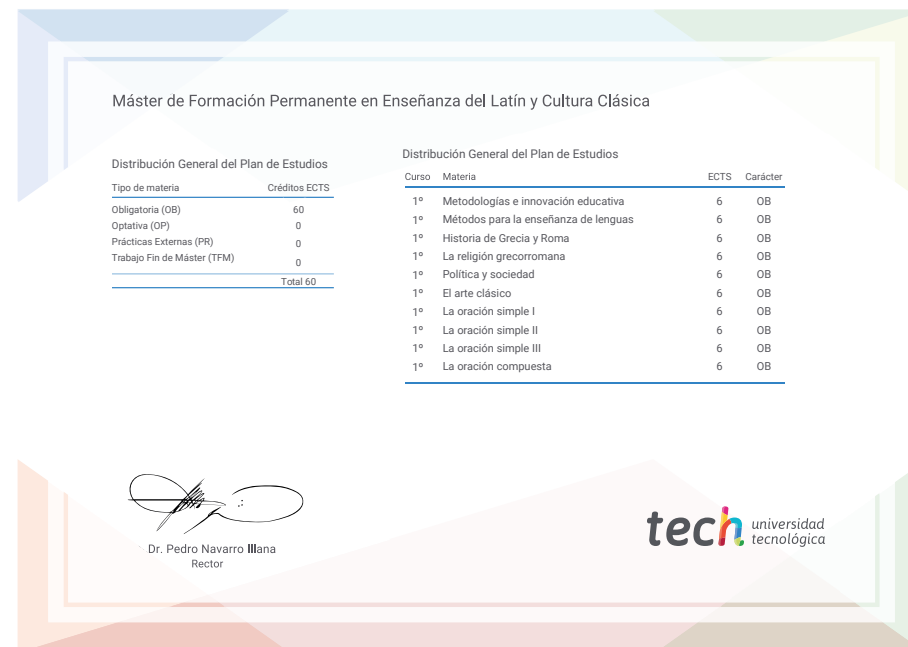 Máster de Formación Permanente en Enseñanza del Latín y Cultura Clásica
Distribución General del Plan de Estudios
Tipo de materia Créditos ECTS
Obligatoria (OB) 60
Optativa (OP) 0
Prácticas Externas (PR) 0
Trabajo Fin de Máster (TFM) 0
Total 60
Distribución General del Plan de Estudios
Curso Materia ECTS Carácter
1º Metodologías e innovación educativa 6 OB
1º Métodos para la enseñanza de lenguas 6 OB
1º Historia de Grecia y Roma 6 OB
1º La religión grecorromana 6 OB
1º Política y sociedad 6 OB
1º El arte clásico 6 OB
1º La oración simple I 6 OB
1º La oración simple II 6 OB
1º La oración simple III 6 OB
1º La oración compuesta 6 OB
Dr. Pedro Navarro Illana
Rector
tech universidad
tecnológica